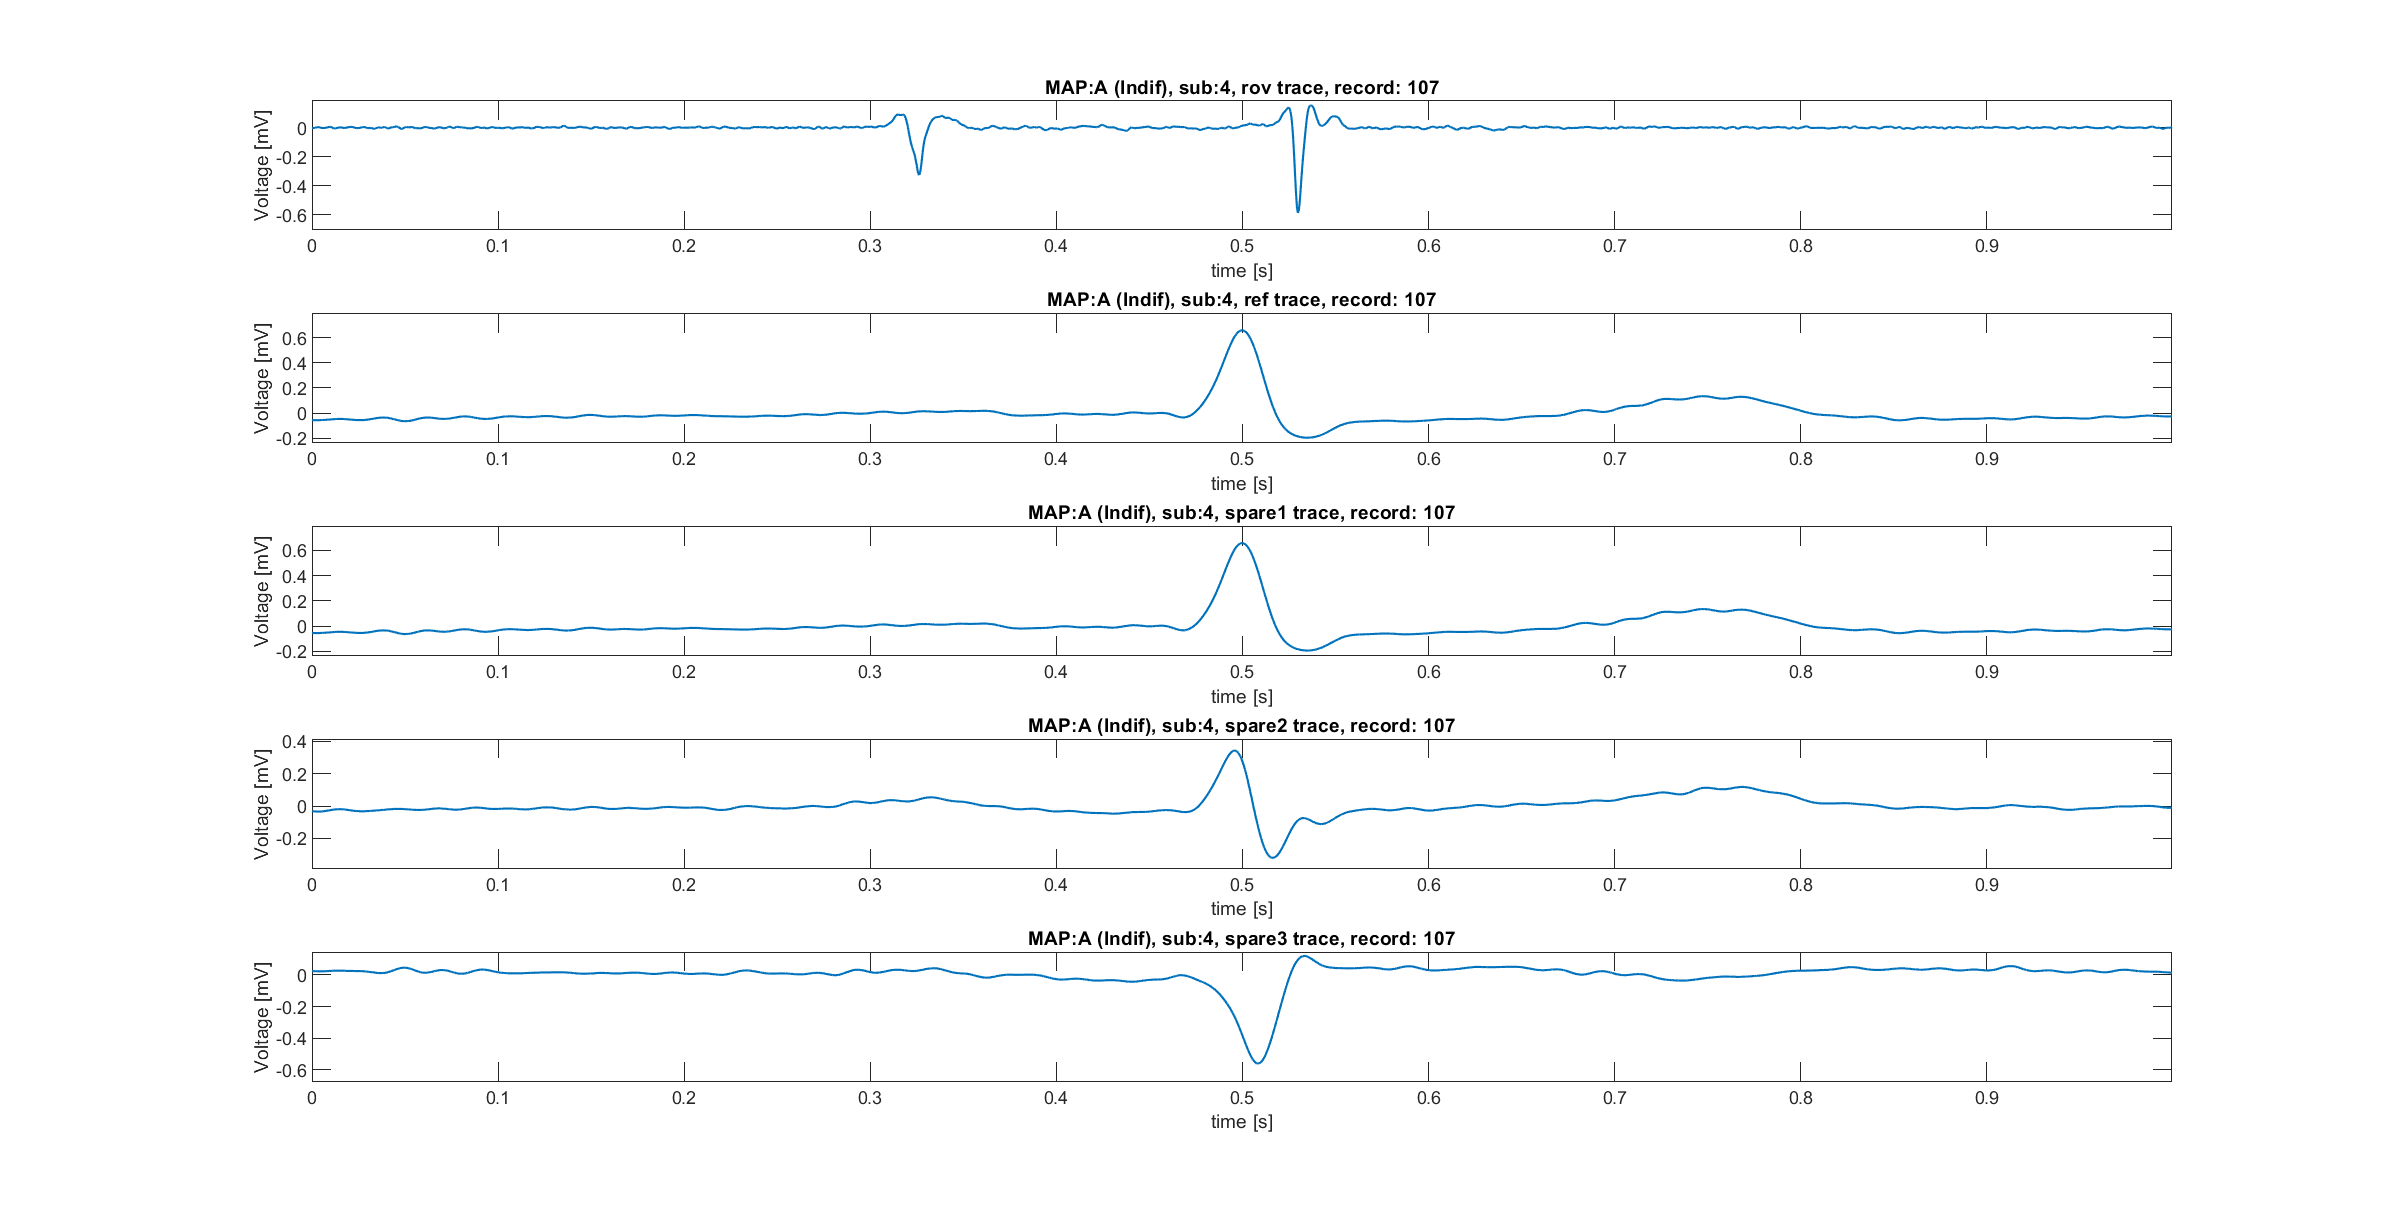 MAP:A (Indif), sub:4, rov trace, record: 107
Voltage [mV]
0
-0.2
-0.4
-0.6
0 0.1 0.2 0.3 0.4 0.5 0.6 0.7 0.8 0.9
time [s]
MAP:A (Indif), sub:4, ref trace, record: 107
Voltage [mV]
0.6
0.4
0.2
0
-0.2
0 0.1 0.2 0.3 0.4 0.5 0.6 0.7 0.8 0.9
time [s]
MAP:A (Indif), sub:4, spare1 trace, record: 107
Voltage [mV]
0.6
0.4
0.2
0
-0.2
0 0.1 0.2 0.3 0.4 0.5 0.6 0.7 0.8 0.9
time [s]
MAP:A (Indif), sub:4, spare2 trace, record: 107
Voltage [mV]
0.4
0.2
0
-0.2
0 0.1 0.2 0.3 0.4 0.5 0.6 0.7 0.8 0.9
time [s]
MAP:A (Indif), sub:4, spare3 trace, record: 107
Voltage [mV]
0
-0.2
-0.4
-0.6
0 0.1 0.2 0.3 0.4 0.5 0.6 0.7 0.8 0.9
time [s]